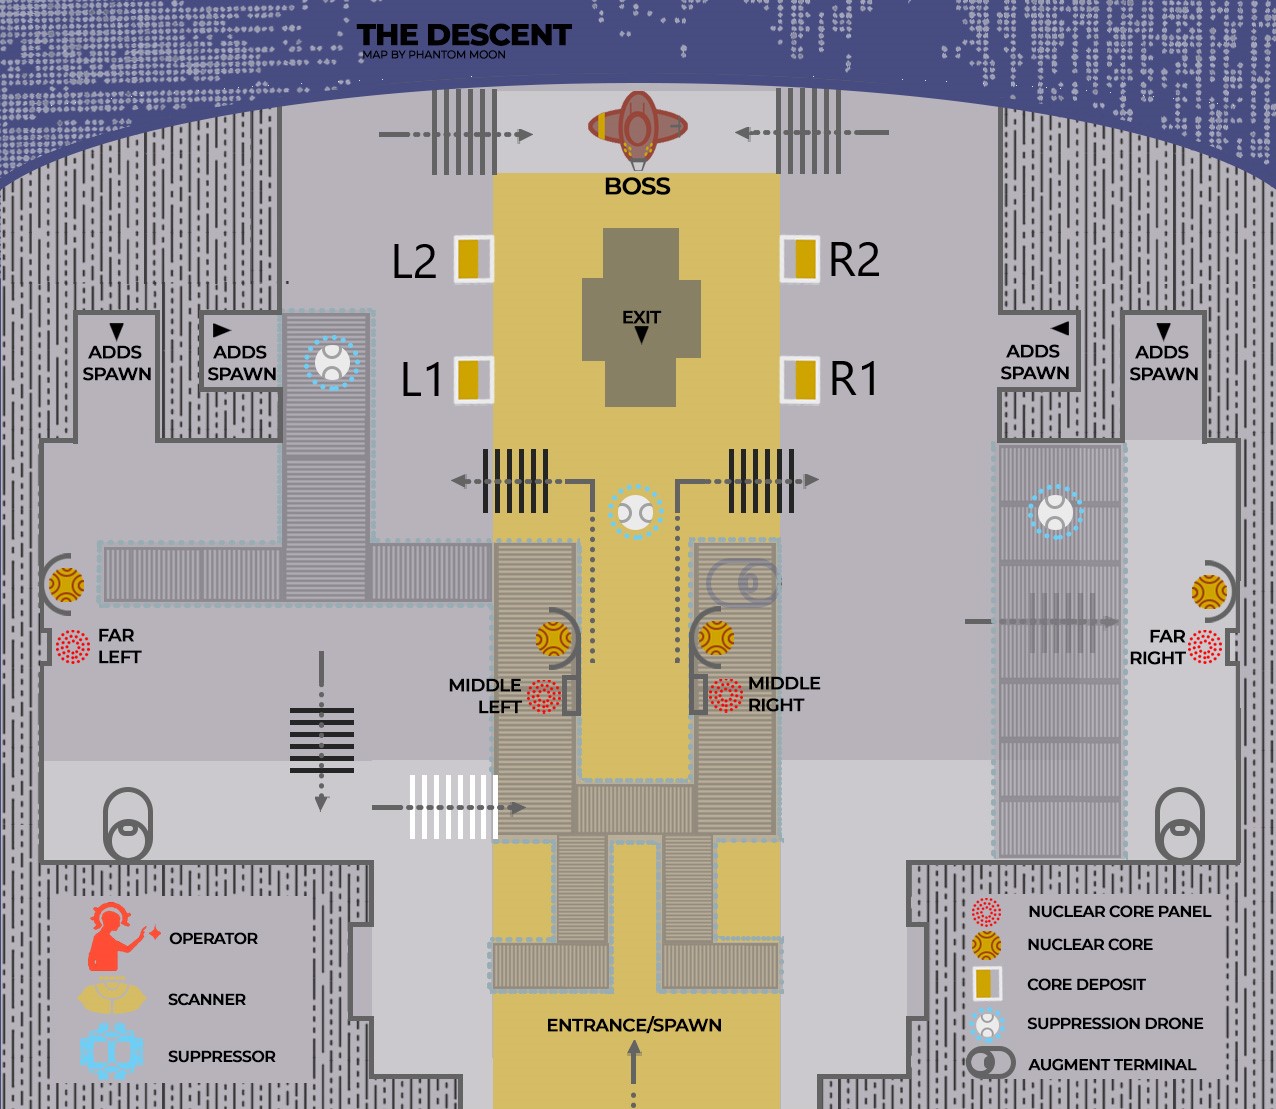 THE DESCENT
MAP BY PHANTOM MOON
BOSS
L2
R2
EXIT
ADDS
SPAWN
ADDS
SPAWN
L1
R1
ADDS
SPAWN
ADDS
SPAWN
FAR
LEFT
FAR
RIGHT
MIDDLE
LEFT
MIDDLE
RIGHT
OPERATOR
SCANNER
SUPPRESSOR
ENTRANCE/SPAWN
NUCLEAR CORE PANEL
NUCLEAR CORE
CORE DEPOSIT
SUPPRESSION DRONE
AUGMENT TERMINAL